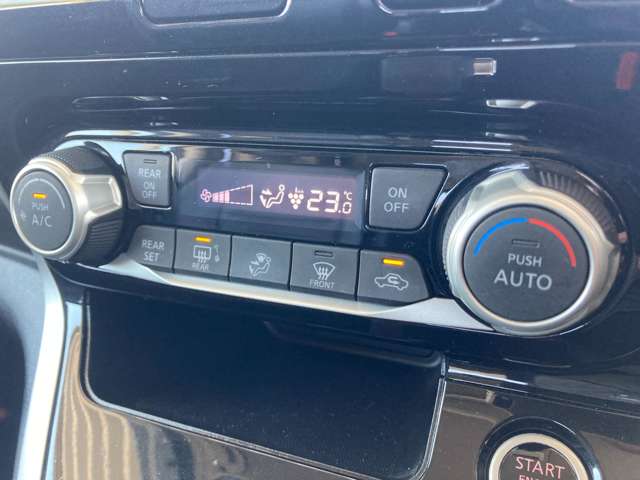 PUSH
A/C
REAR
ON
OFF
23.0
°C
ON
OFF
REAR
SET
REAR
FRONT
PUSH
AUTO
START